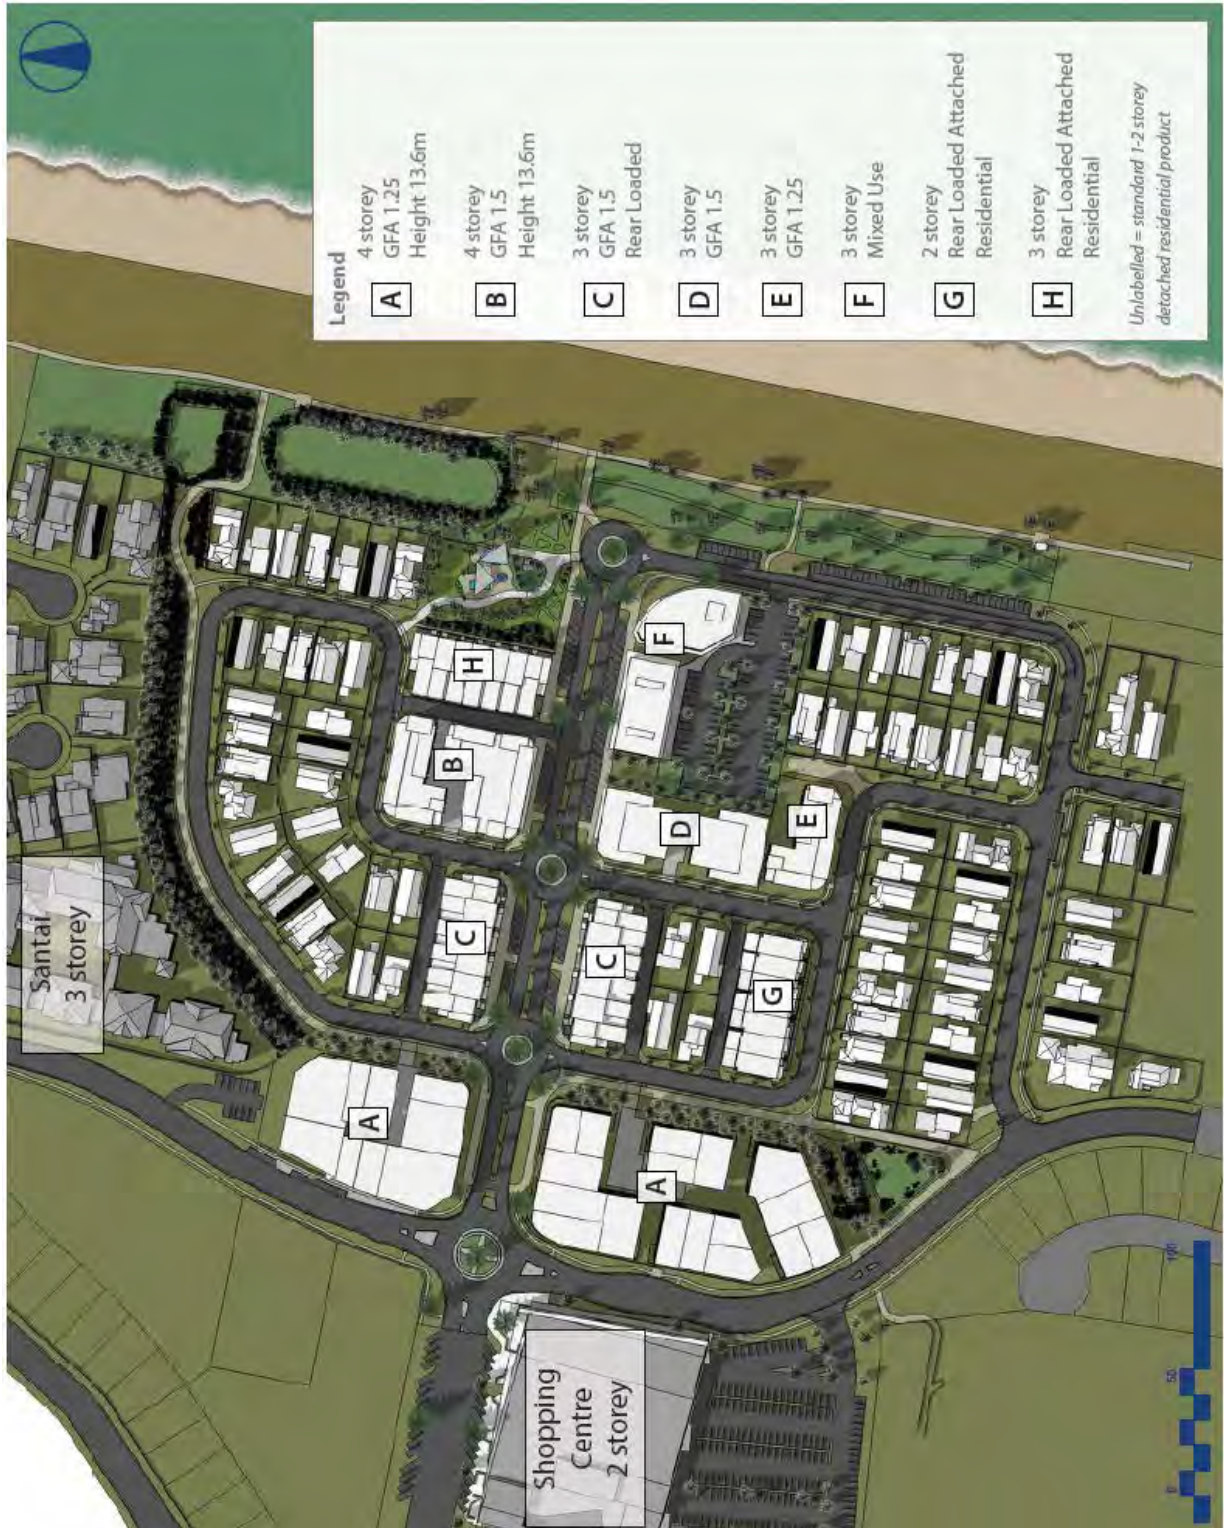 Legend
A
4 storey
GFA 1.25
Height 13.6m
B
4 storey
GFA 1.5
Height 13.6m
C
3 storey
GFA 1.5
Rear Loaded
D
3 storey
GFA 1.5
E
3 storey
GFA 1.25
F
3 storey
Mixed Use
G
2 storey
Rear Loaded Attached
Residential
H
3 storey
Rear Loaded Attached
Residential
Unlabelled = standard 1-2 storey
detached residential product
Santai
3 storey
Shopping
Centre
2 storey
A
A
C
C
B
H
G
D
E
F
0
50
100